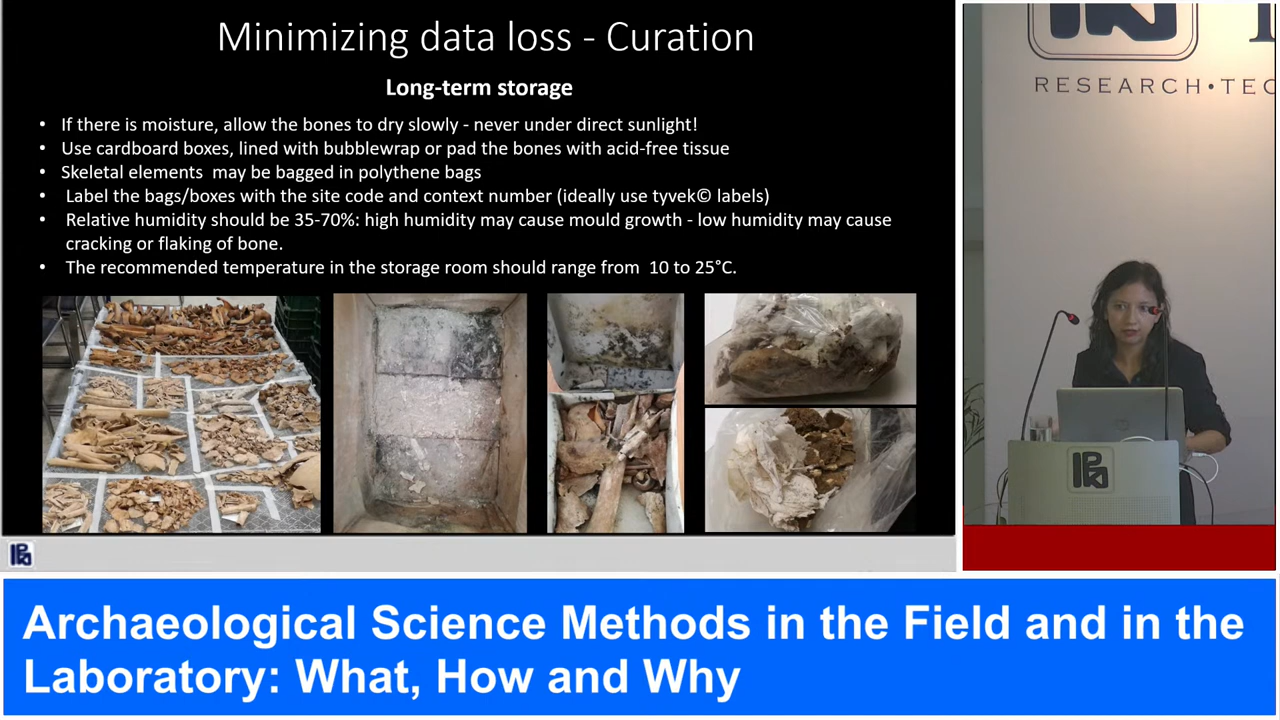 Minimizing data loss - Curation
Long-term storage
• If there is moisture, allow the bones to dry slowly - never under direct sunlight!
• Use cardboard boxes, lined with bubblewrap or pad the bones with acid-free tissue
• Skeletal elements  may be bagged in polythene bags
• Label the bags/boxes with the site code and context number (ideally use tyvek© labels)
• Relative humidity should be 35-70%: high humidity may cause mould growth - low humidity may cause
cracking or flaking of bone.
• The recommended temperature in the storage room should range from  10 to 25°C.
RESEARCH•TEC
Archaeological Science Methods in the Field and in the
Laboratory: What, How and Why